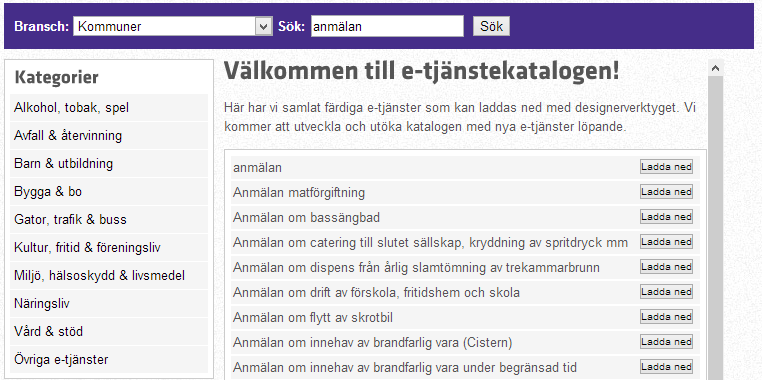 Bransch: Kommuner Sök: anmälan Sök
Kategorier
Alkohol, tobak, spel
Avfall & återvinning
Barn & utbildning
Bygga & bo
Gator, trafik & buss
Kultur, fritid & föreningsliv
Miljö, hälsoskydd & livsmedel
Näringsliv
Vård & stöd
Övriga e-tjänster
Välkommen till e-tjänstekatalogen!
Här har vi samlat färdiga e-tjänster som kan laddas ned med designerverktyget. Vi
kommer att utveckla och utöka katalogen med nya e-tjänster löpande.
anmälan Ladda ned
Anmälan matförgiftning Ladda ned
Anmälan om bassängbad Ladda ned
Anmälan om catering till slutet sällskap, kryddning av spritdryck mm Ladda ned
Anmälan om dispens från årlig slamtömning av trekammarbrunn Ladda ned
Anmälan om drift av förskola, fritidshem och skola Ladda ned
Anmälan om flytt av skrotbil Ladda ned
Anmälan om innehav av brandfarlig vara (Cistern) Ladda ned
Anmälan om innehav av brandfarlig vara under begränsad tid Ladda ned